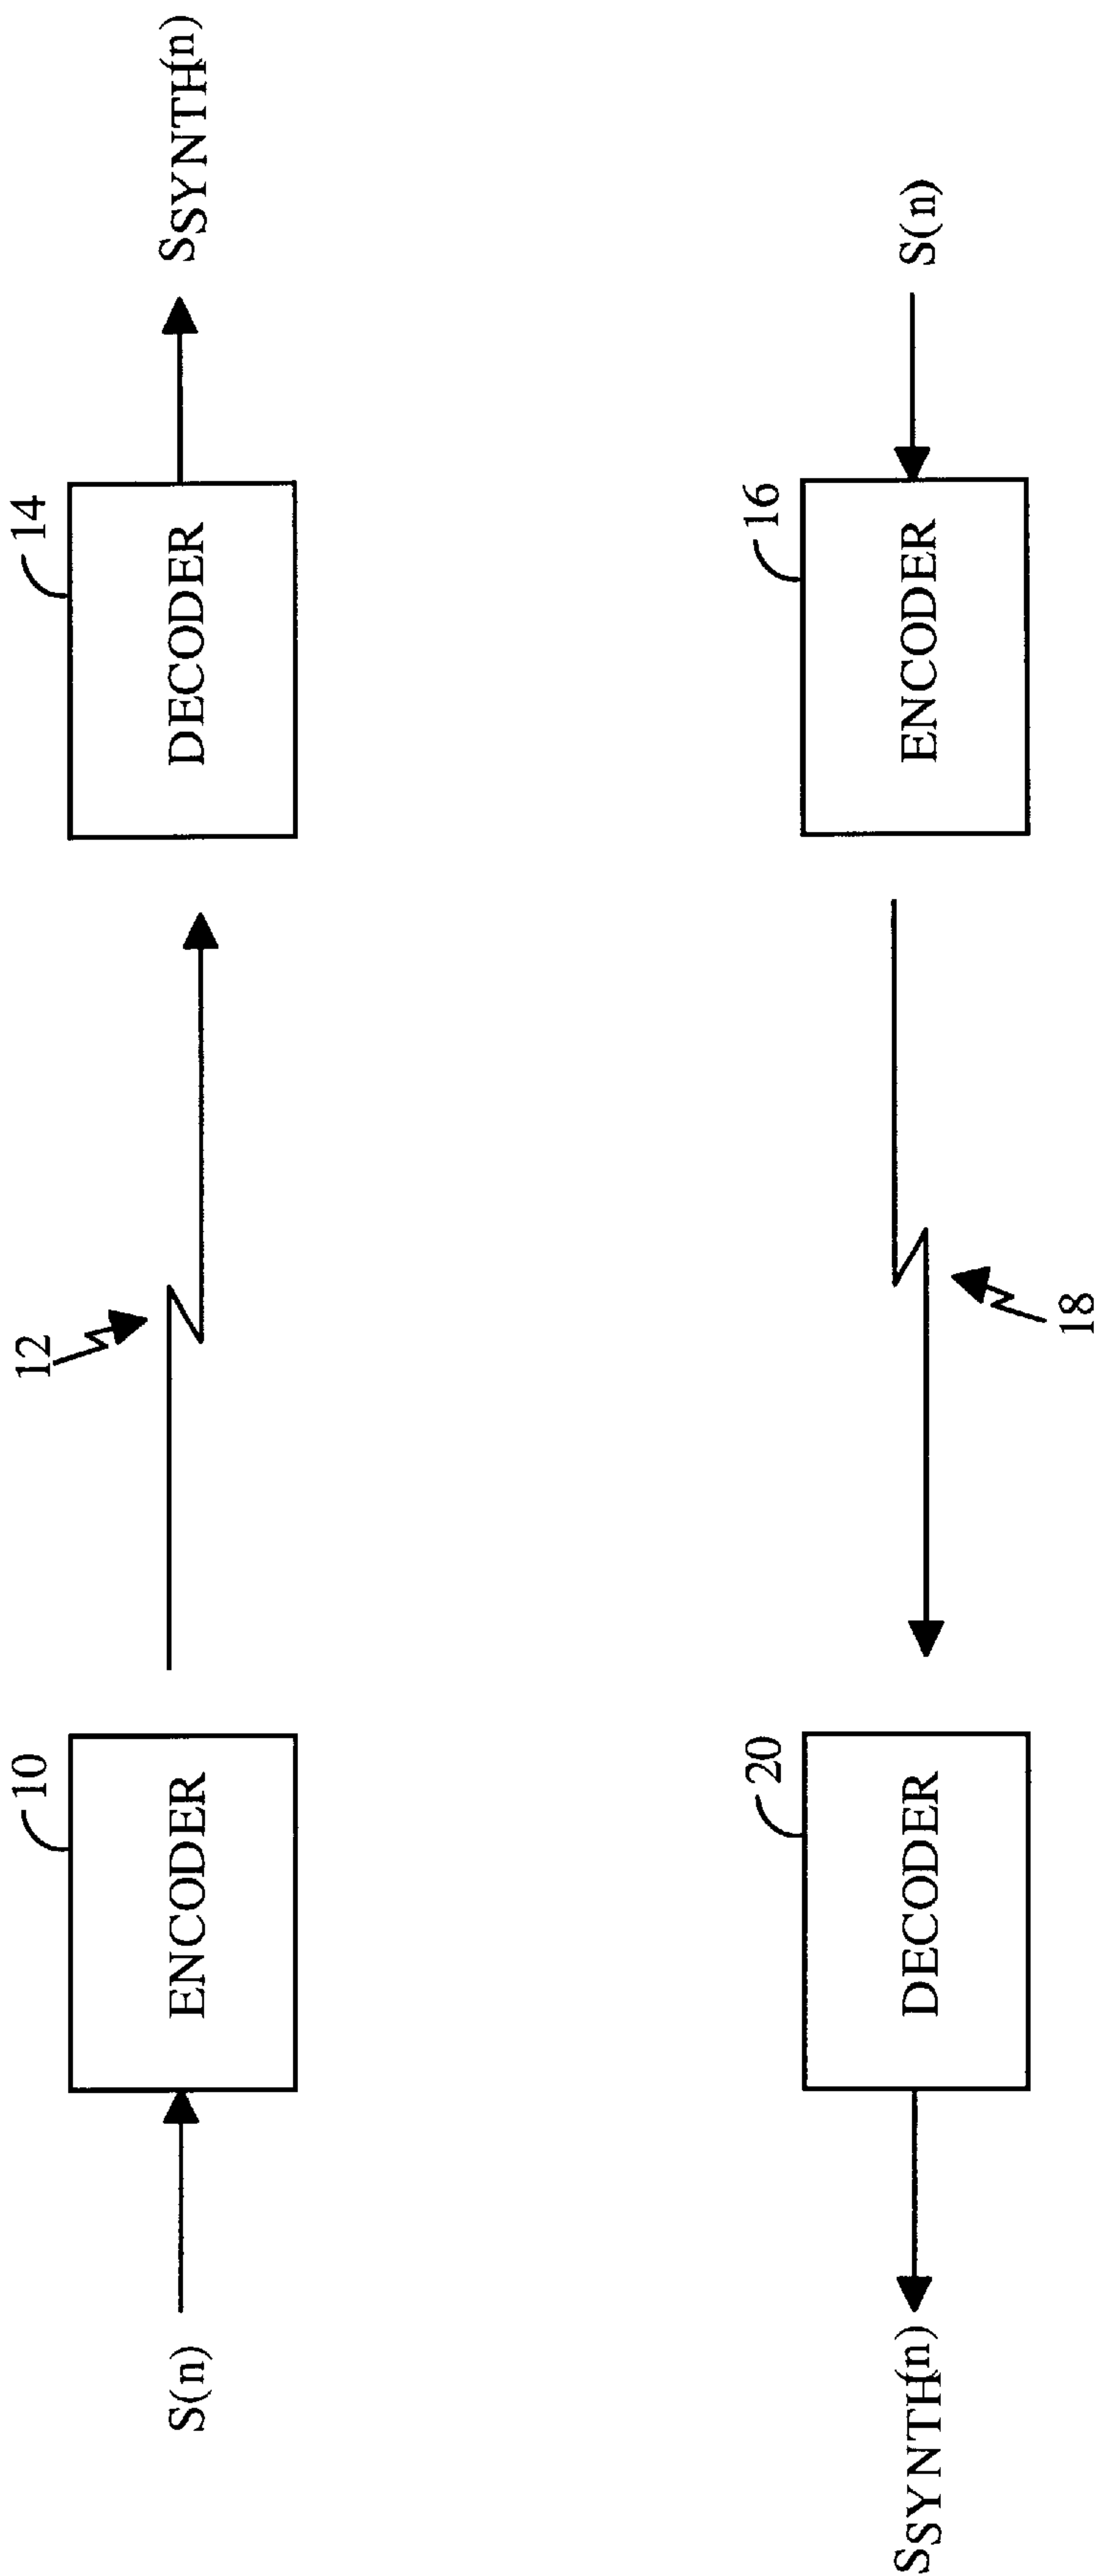 10
12
14
S(n)
ENCODER
DECODER
SSYNTH(n)
20
16
SSYNTH(n)
DECODER
ENCODER
S(n)
18